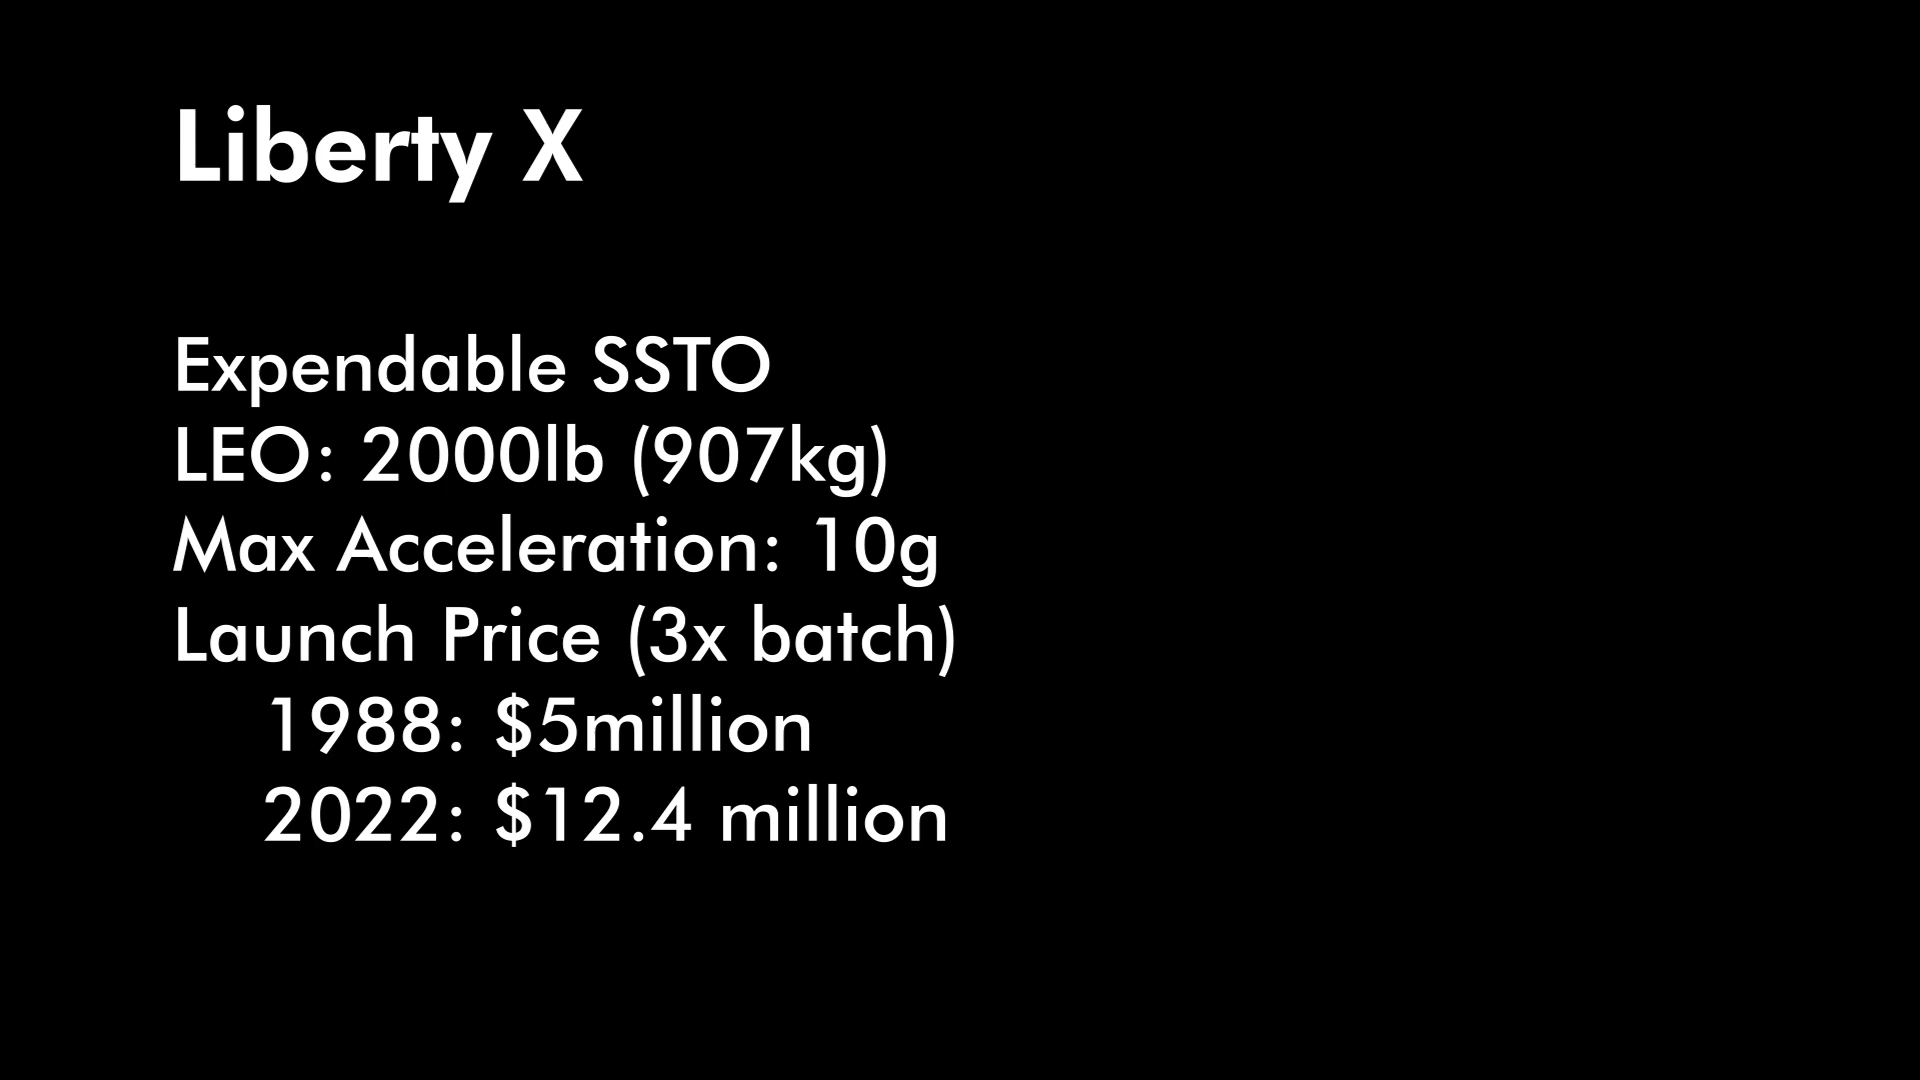 Liberty X
Expendable SSTO
LEO: 2000lb (907kg)
Max Acceleration: 10g
Launch Price (3x batch)
1988: $5million
2022: $12.4 million